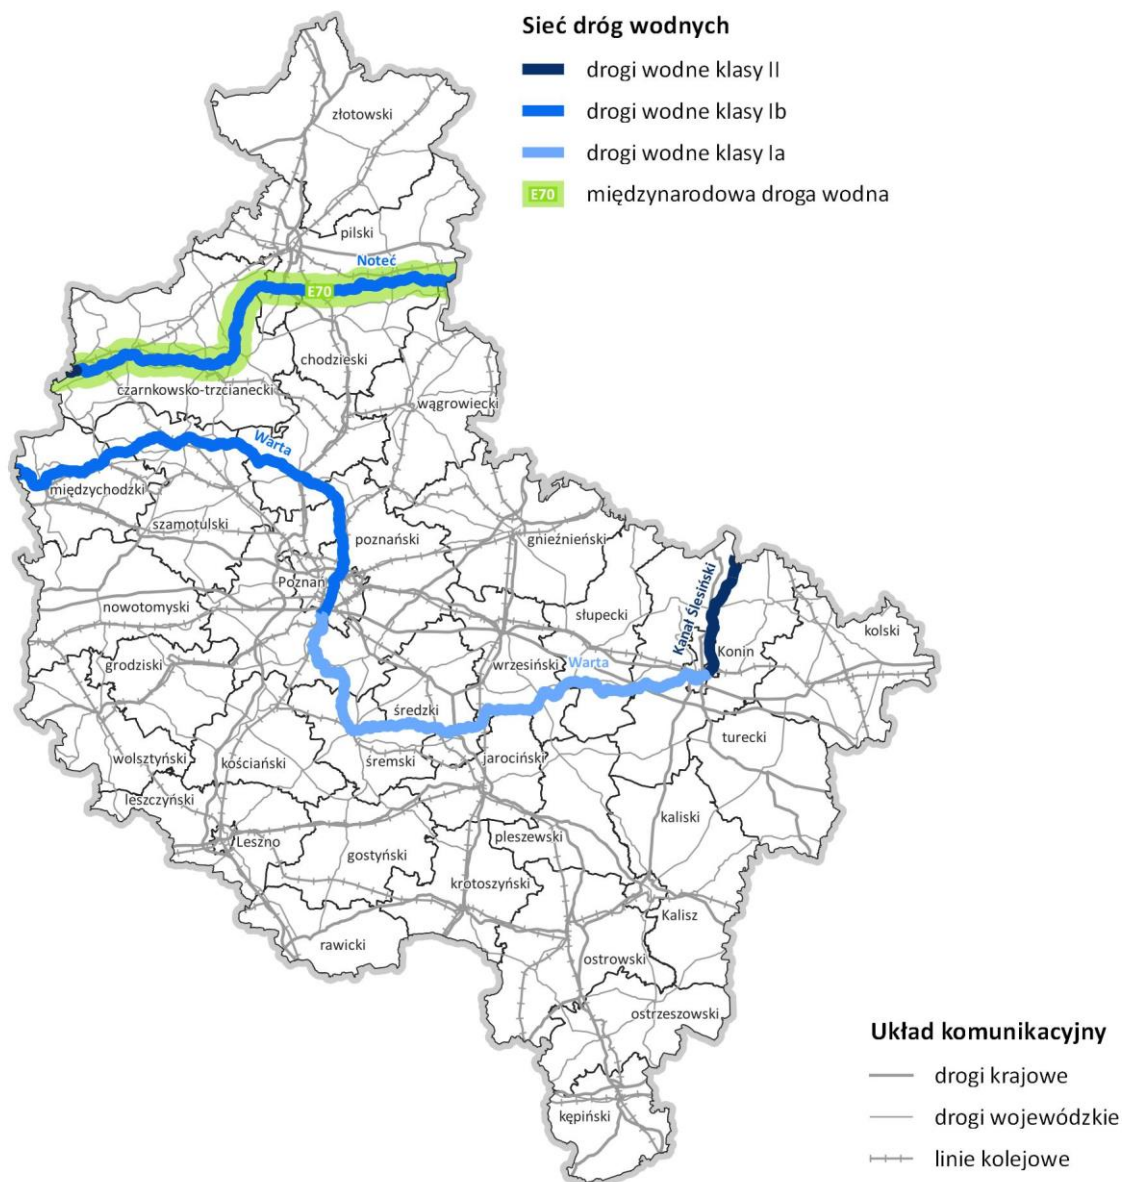 Sieć dróg wodnych
drogi wodne klasy II
drogi wodne klasy Ib
drogi wodne klasy Ia
E70 międzynarodowa droga wodna
złotowski
pilski
Noteć
E70
chodzieski
czarnkowsko-trzcianecki
wągrowiecki
Warta
międzychodzki
szamotulski
poznański
gnieźnieński
Poznań
Kanał Ślesiński
nowotomyski
słupecki
kolski
grodziski
wrzesiński
Warta
Konin
średzki
turecki
wolsztyński
kościański
śremski
jarociński
leszczyński
kaliski
Leszno
gostyński
pleszewski
krotoszyński
Kalisz
rawicki
ostrowski
ostrzeszowski
kępiński
Układ komunikacyjny
drogi krajowe
drogi wojewódzkie
linie kolejowe